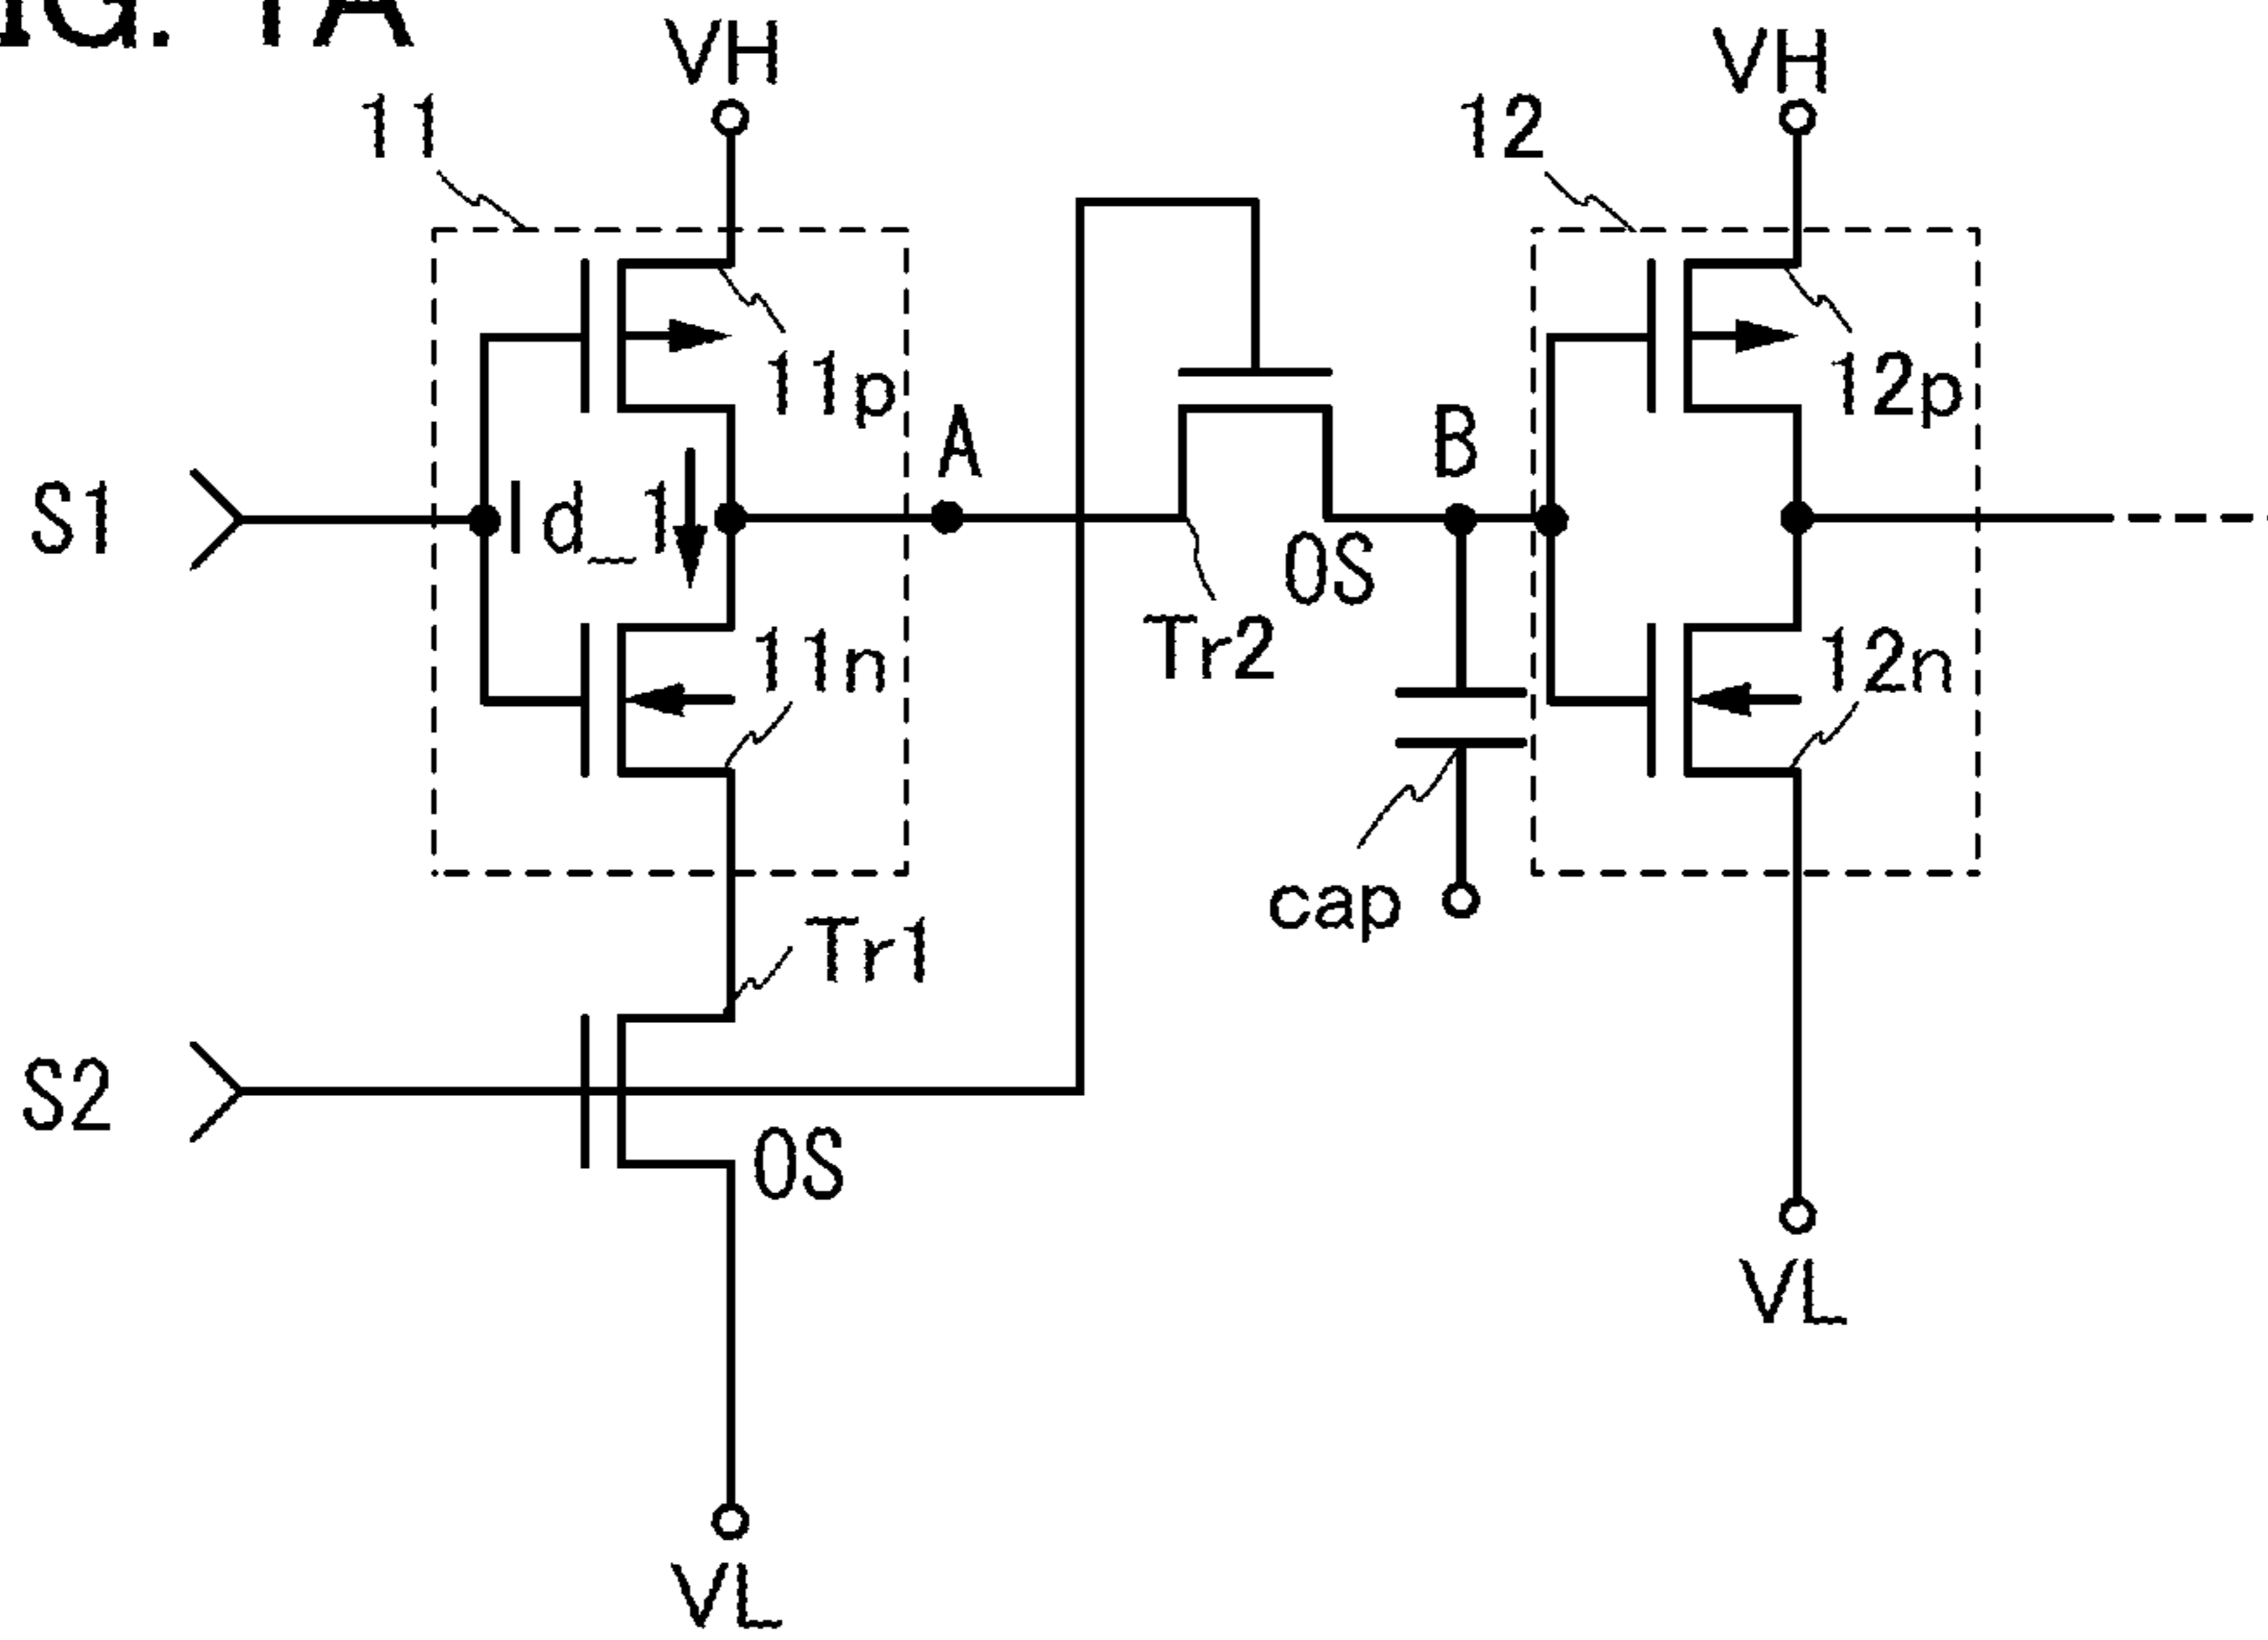 IG. 1A
VH
VH
11
12
11p
12p
A
B
S1
Id_1
OS
Tr2
11n
12n
cap
Tr1
S2
OS
VL
VL